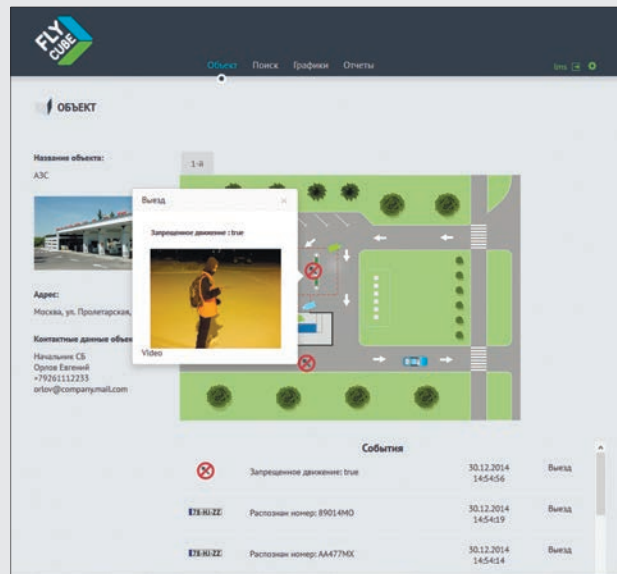 FLY
CUBE
Объект Поиск Графики Отчеты
lms
ОБЪЕКТ
Название объекта:
АЗС
1-й
Выезд
Запрещенное движение : true
Video
Адрес:
Москва, ул. Пролетарская,
Контактные данные объек
Начальник СБ
Орлов Евгений
+79261112233
orlov@company.mail.com
События
Запрещенное движение: true 30.12.2014 14:54:56 Выезд
Распознан номер: 89014МО 30.12.2014 14:54:19 Выезд
Распознан номер: АА477МХ 30.12.2014 14:54:14 Выезд